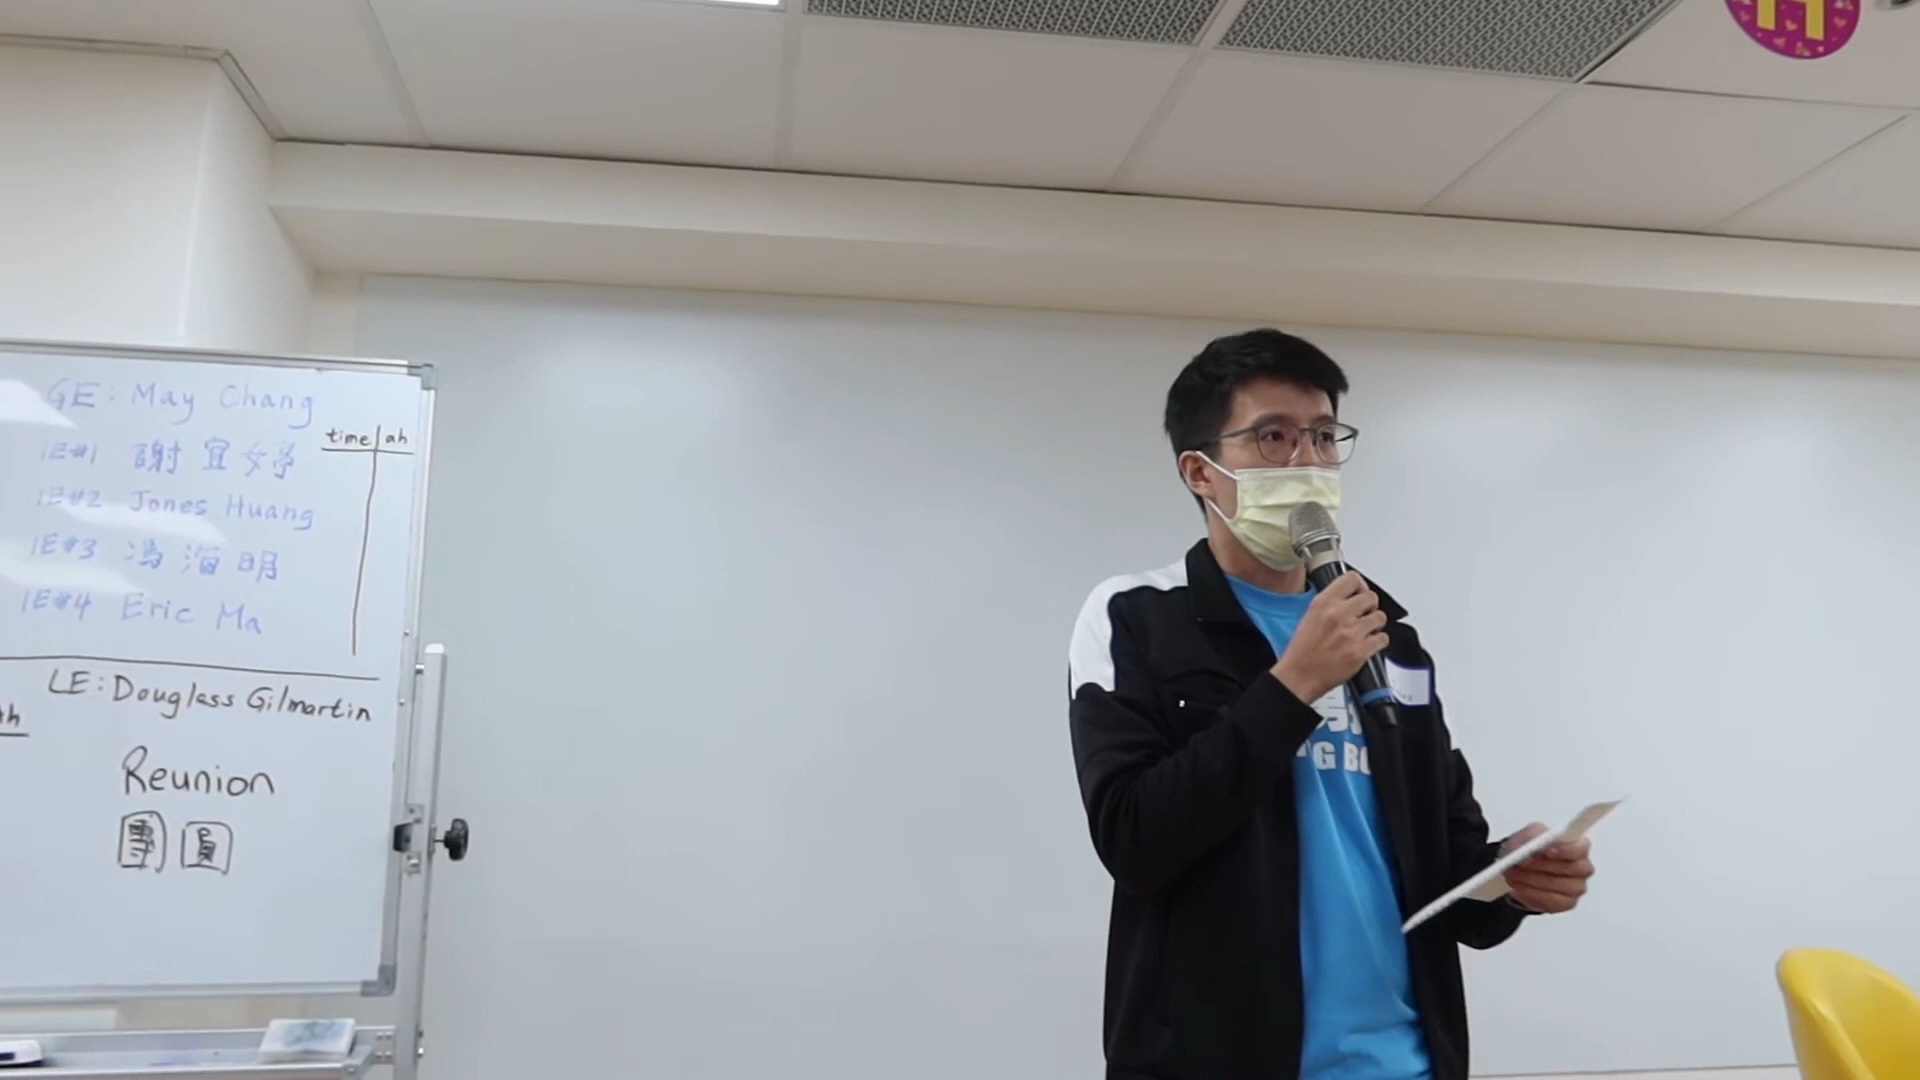 GE: May Chang
time ah
IE#1 謝宜婷
IE#2 Jones Huang
IE#3 馮海明
IE#4 Eric Ma
LE: Douglass Gilmartin
Reunion
團 圓
H